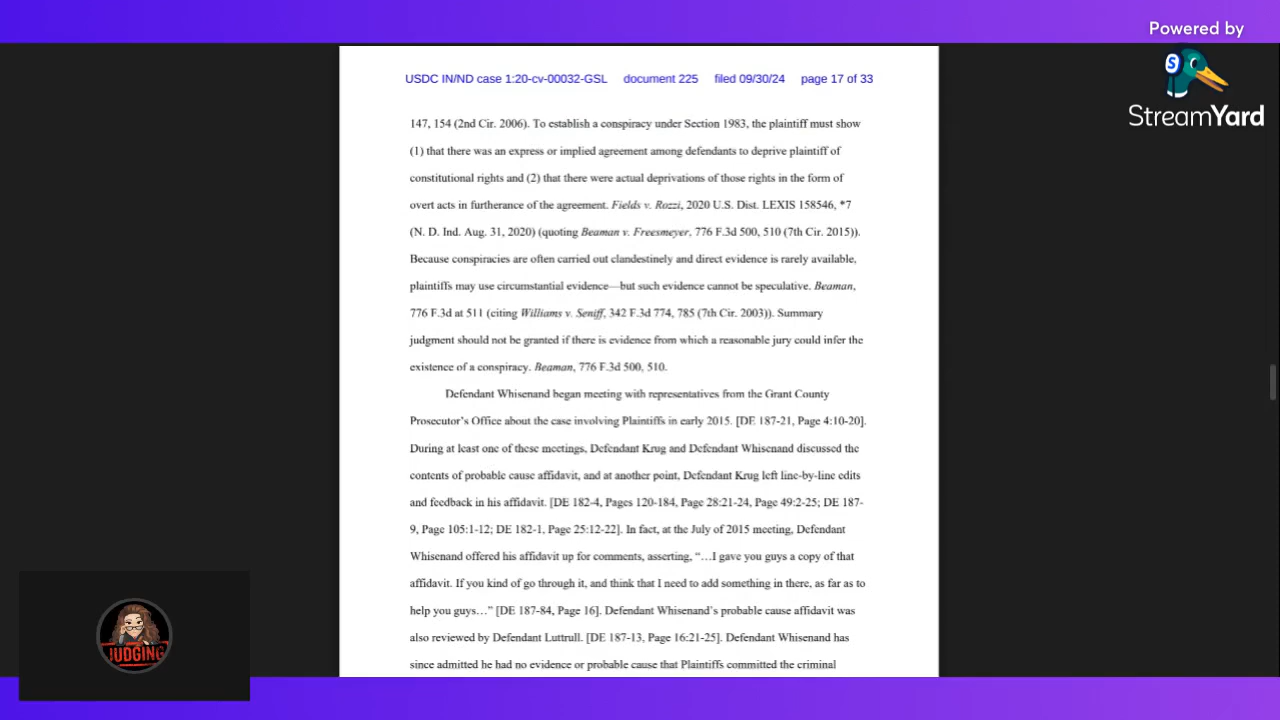 Powered by
StreamYard
USDC IN/ND case 1:20-cv-00032-GSL document 225 filed 09/30/24 page 17 of 33
147, 154 (2nd Cir. 2006). To establish a conspiracy under Section 1983, the plaintiff must show
(1) that there was an express or implied agreement among defendants to deprive plaintiff of
constitutional rights and (2) that there were actual deprivations of those rights in the form of
overt acts in furtherance of the agreement. Fields v. Rozzi, 2020 U.S. Dist. LEXIS 158546, *7
(N. D. Ind. Aug. 31, 2020) (quoting Beaman v. Freesmeyer, 776 F.3d 500, 510 (7th Cir. 2015)).
Because conspiracies are often carried out clandestinely and direct evidence is rarely available,
plaintiffs may use circumstantial evidence—but such evidence cannot be speculative. Beaman,
776 F.3d at 511 (citing Williams v. Seniff, 342 F.3d 774, 785 (7th Cir. 2003)). Summary
judgment should not be granted if there is evidence from which a reasonable jury could infer the
existence of a conspiracy. Beaman, 776 F.3d 500, 510.
Defendant Whisenand began meeting with representatives from the Grant County
Prosecutor's Office about the case involving Plaintiffs in early 2015. [DE 187-21, Page 4:10-20].
During at least one of these meetings, Defendant Krug and Defendant Whisenand discussed the
contents of probable cause affidavit, and at another point, Defendant Krug left line-by-line edits
and feedback in his affidavit. [DE 182-4, Pages 120-184, Page 28:21-24, Page 49:2-25; DE 187-
9, Page 105:1-12; DE 182-1, Page 25:12-22]. In fact, at the July of 2015 meeting, Defendant
Whisenand offered his affidavit up for comments, asserting, "…I gave you guys a copy of that
affidavit. If you kind of go through it, and think that I need to add something in there, as far as to
help you guys…" [DE 187-84, Page 16]. Defendant Whisenand's probable cause affidavit was
also reviewed by Defendant Luttrull. [DE 187-13, Page 16:21-25]. Defendant Whisenand has
since admitted he had no evidence or probable cause that Plaintiffs committed the criminal
JUDGING